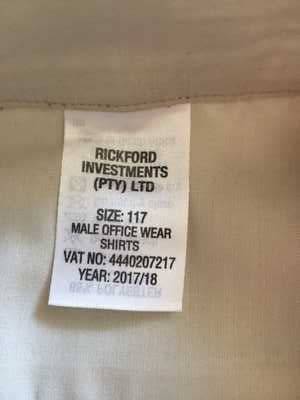 RICKFORD
INVESTMENTS
(PTY) LTD
SIZE: 117
MALE OFFICE WEAR
SHIRTS
VAT NO: 4440207217
YEAR: 2017/18